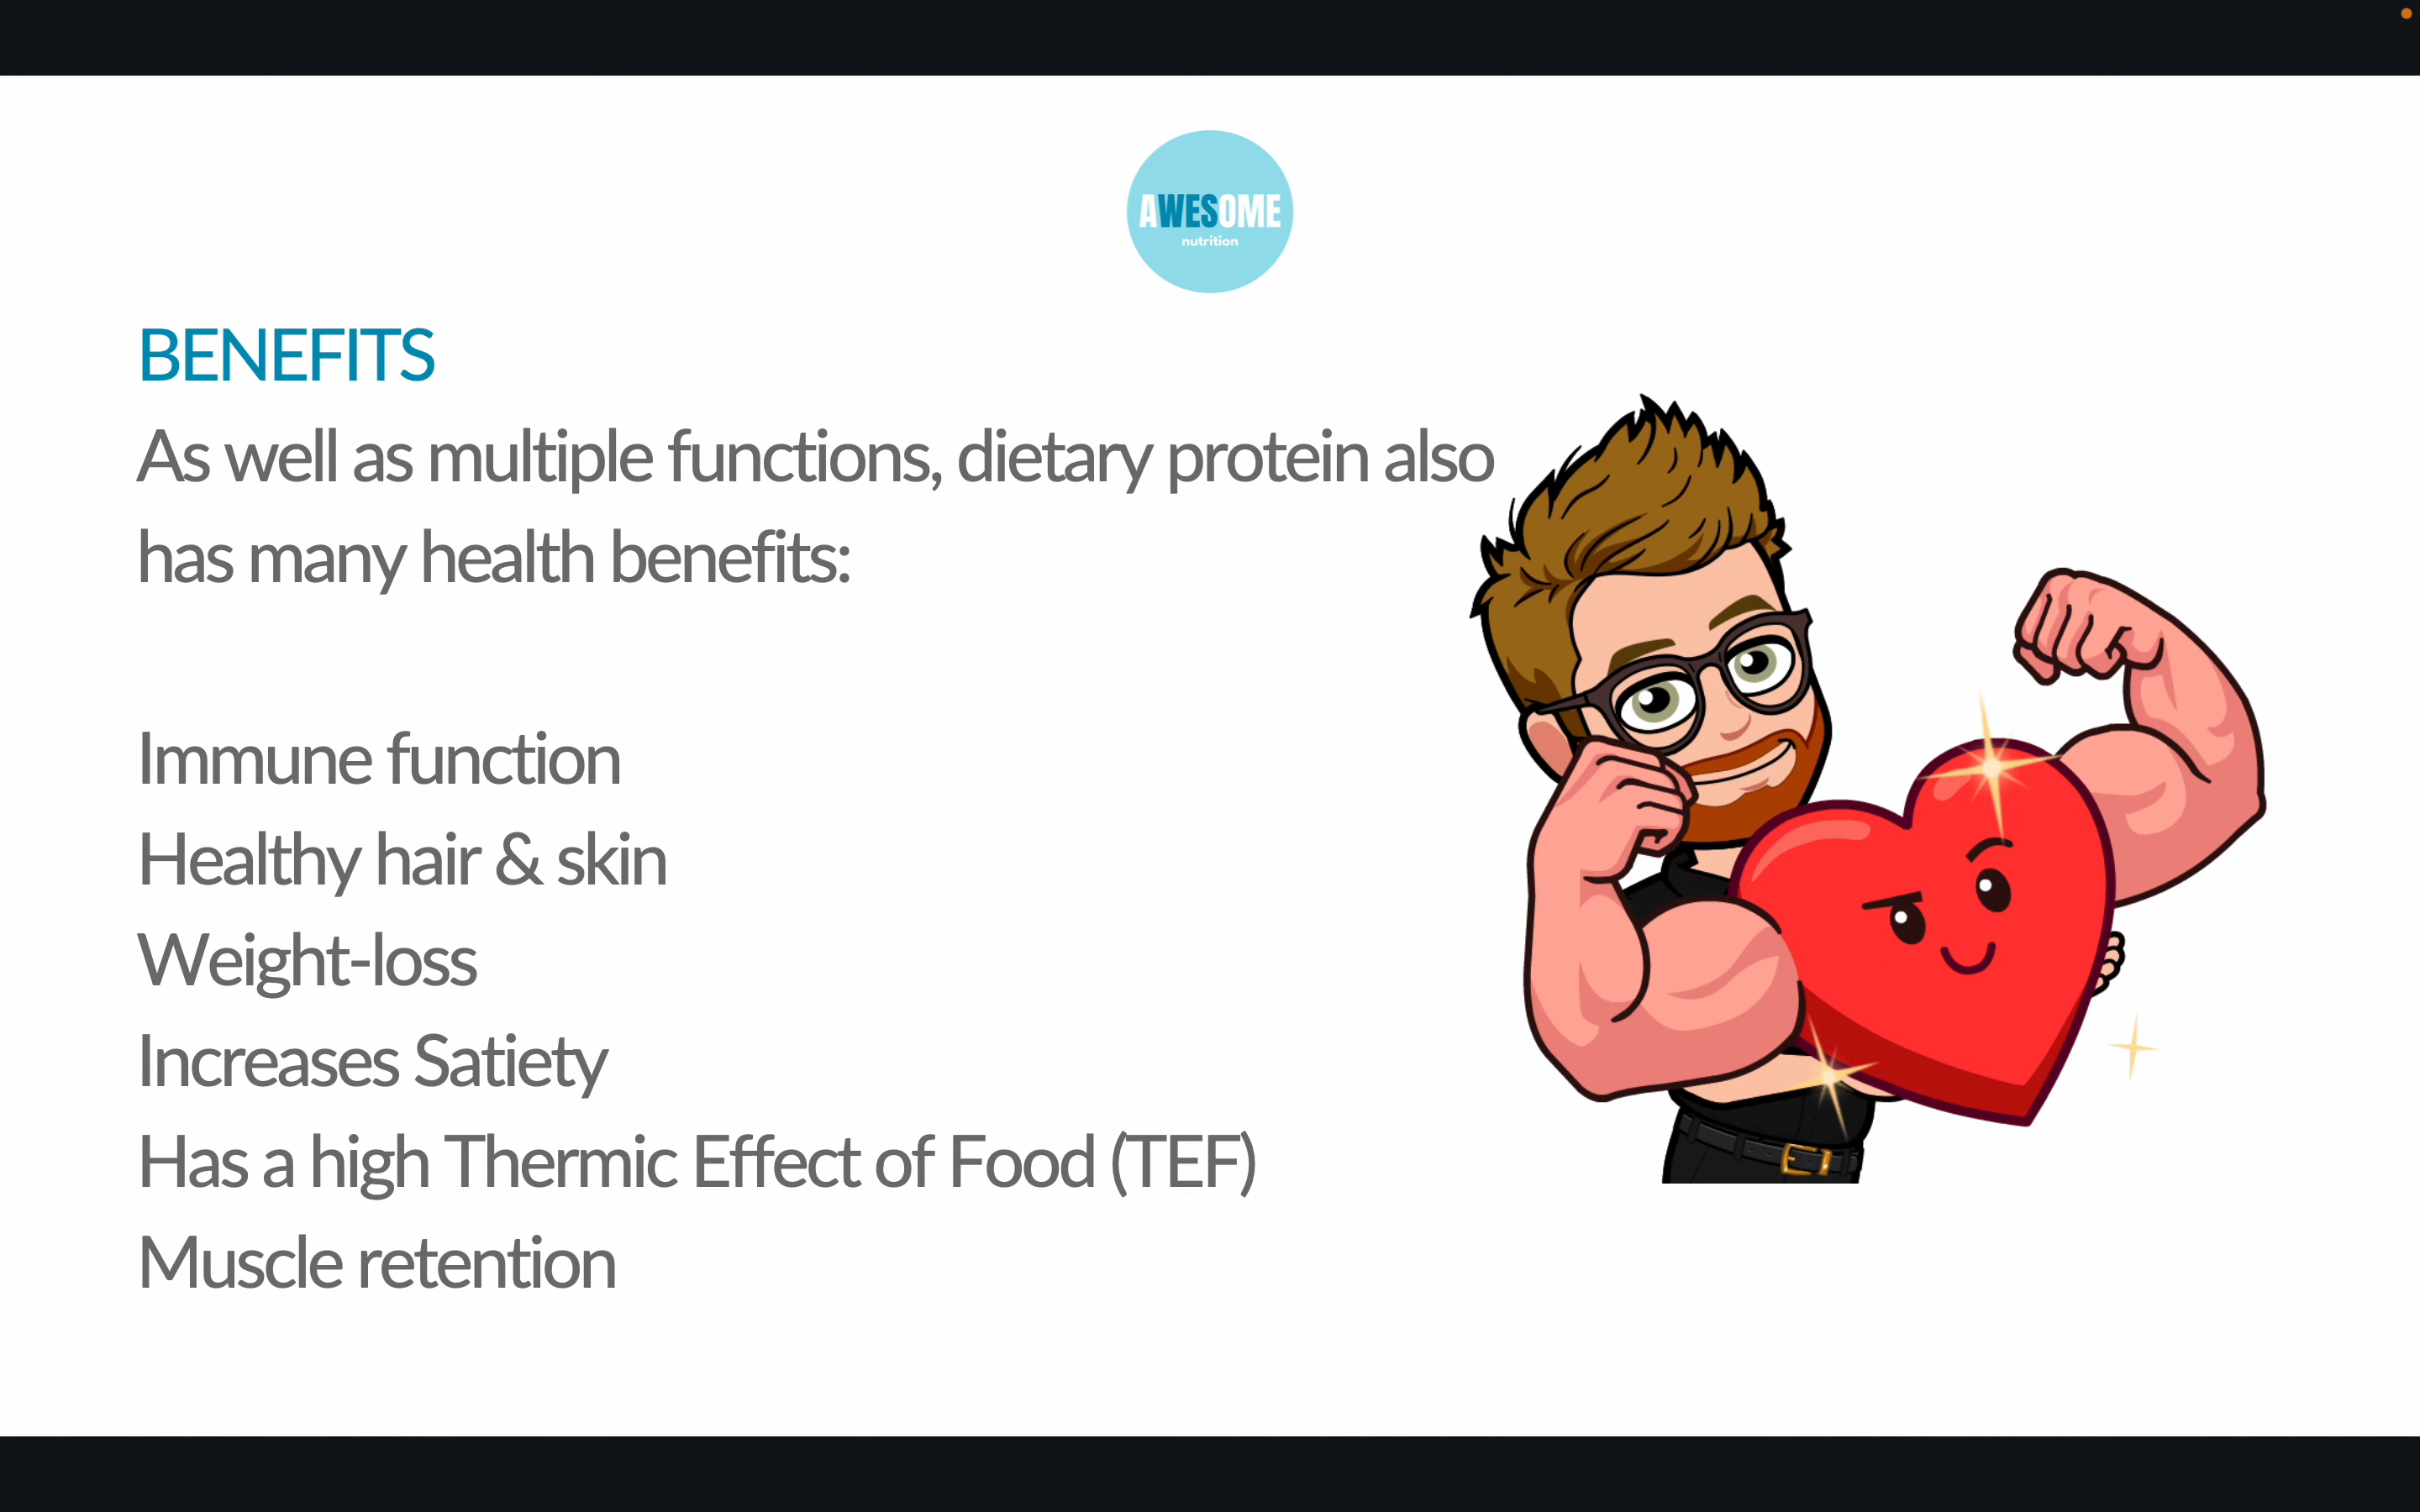 AWESOME
nutrition
BENEFITS
As well as multiple functions, dietary protein also
has many health benefits:
Immune function
Healthy hair & skin
Weight-loss
Increases Satiety
Has a high Thermic Effect of Food (TEF)
Muscle retention